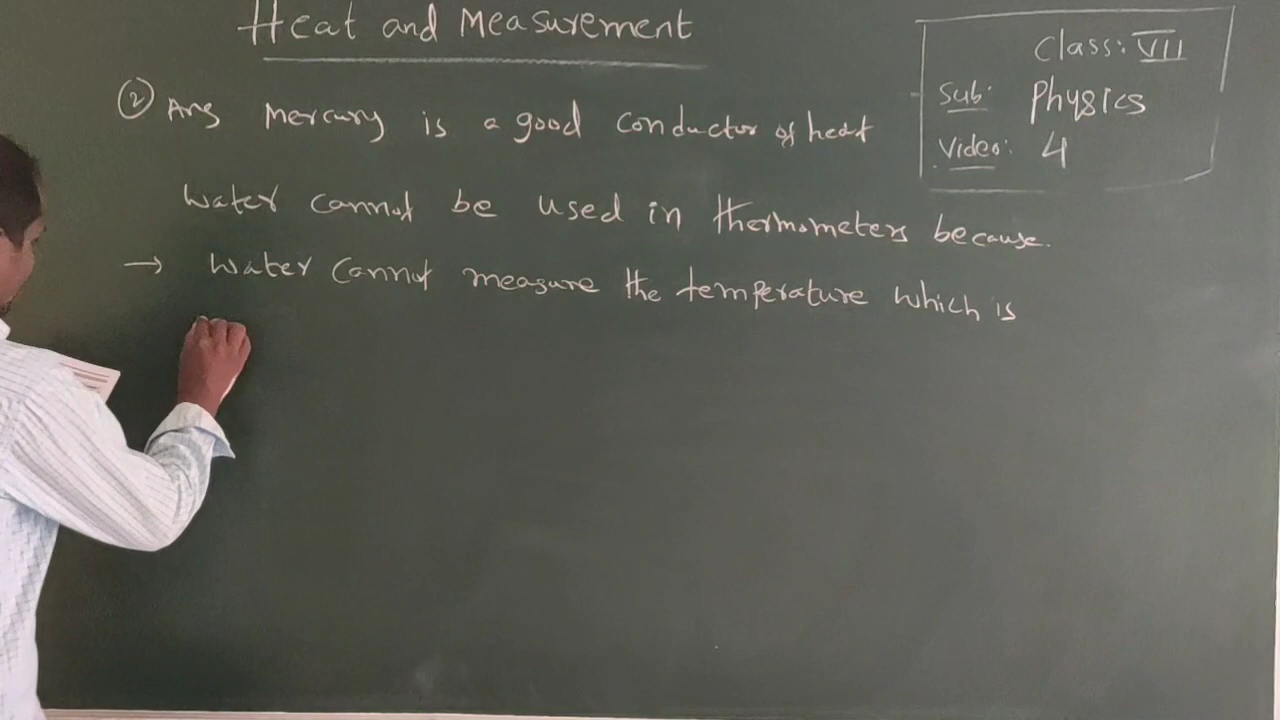 Heat and Measurement
Class: VII
Sub: Physics
Video: 4
② Ans Mercury is a good conductor of heat
Water cannot be used in thermometers because.
→ Water cannot measure the temperature which is